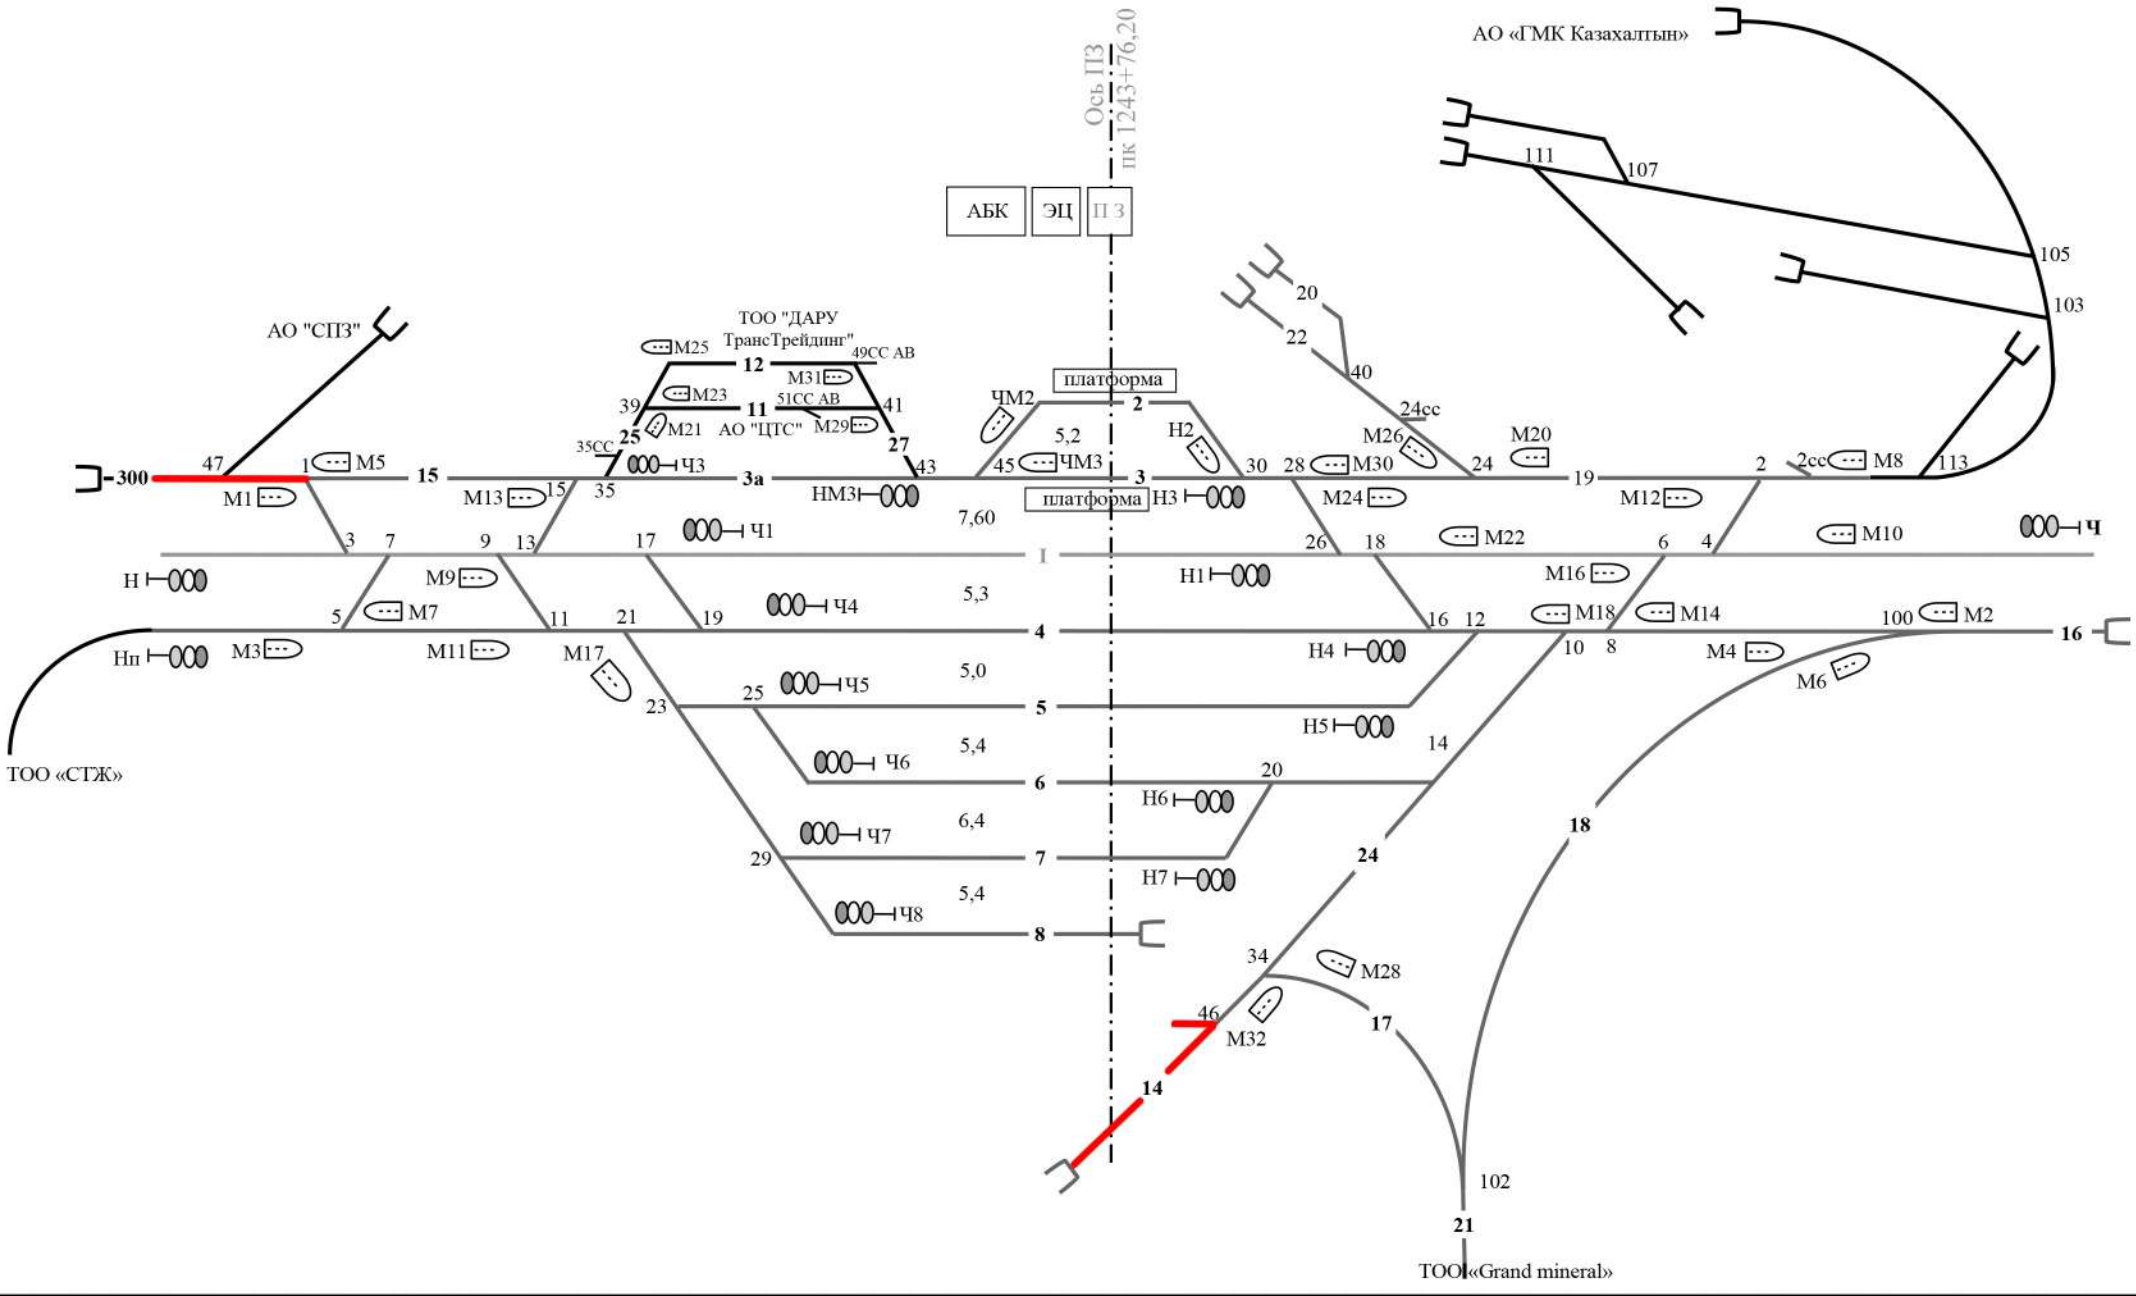 АО «ГМК Казахалтын»
Ось ПЗ
пк 1243+76,20
111
107
АБК
ЭЦ
П З
105
20
103
22
АО "СПЗ"
ТОО "ДАРУ
ТрансТрейдинг"
М25
49СС АВ
12
М31
платформа
40
М23
51СС АВ
ЧМ2
2
24сс
39
11
41
25
М21
АО "ЦТС"
М29
27
5,2
Н2
М26
М20
35СС
47
1
М5
Ч3
43
45
ЧМ3
30
28
М30
24
2
2сс
М8
113
300
15
3а
3
19
М1
М13
15
35
НМ3
платформа
Н3
М24
М12
7,60
Ч1
М22
М10
Ч
3
7
9
13
17
26
18
6
4
I
Н
М9
Н1
М16
5,3
М7
Ч4
М18
М14
М2
5
11
21
19
16
12
100
4
16
Нп
М3
М11
М17
Н4
10
8
М4
М6
5,0
Ч5
23
25
5
Н5
5,4
14
Ч6
20
6
Н6
6,4
Ч7
18
29
7
24
Н7
5,4
Ч8
8
ТОО «СТЖ»
34
М28
46
М32
17
14
102
21
ТОО «Grand mineral»